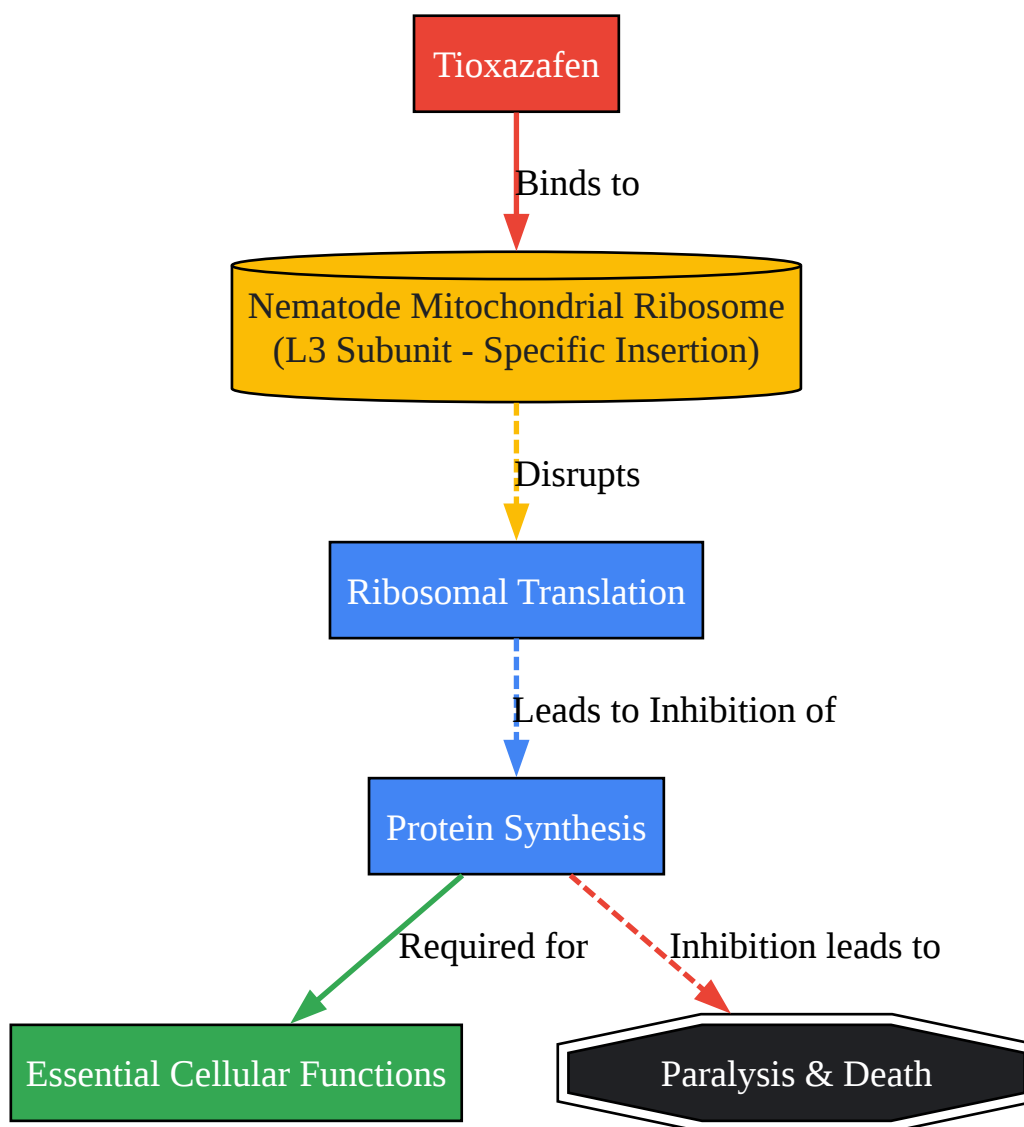 Tioxazafen
Binds to
Nematode Mitochondrial Ribosome
(L3 Subunit - Specific Insertion)
Disrupts
Ribosomal Translation
Leads to Inhibition of
Protein Synthesis
Required for
Inhibition leads to
Essential Cellular Functions
Paralysis & Death